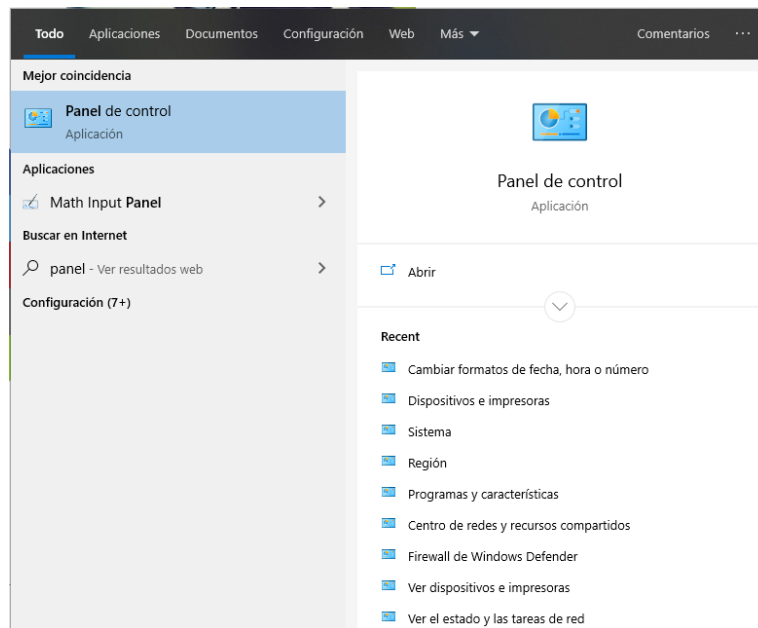 Todo Aplicaciones Documentos Configuración Web Más Comentarios ...
Mejor coincidencia
Panel de control
Aplicación
Aplicaciones
Math Input Panel
Buscar en Internet
panel - Ver resultados web
Configuración (7+)
Panel de control
Aplicación
Abrir
Recent
Cambiar formatos de fecha, hora o número
Dispositivos e impresoras
Sistema
Región
Programas y características
Centro de redes y recursos compartidos
Firewall de Windows Defender
Ver dispositivos e impresoras
Ver el estado y las tareas de red